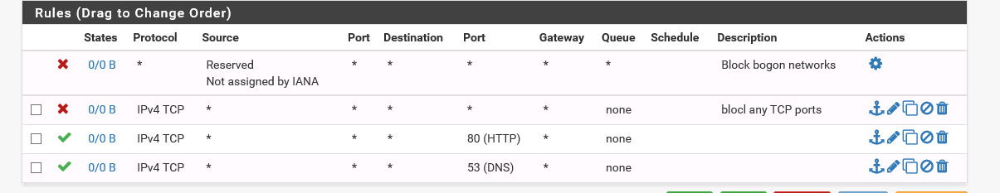 Rules (Drag to Change Order)
States Protocol Source Port Destination Port Gateway Queue Schedule Description Actions
0/0 B * Reserved * * * * * Block bogon networks
Not assigned by IANA
0/0 B IPv4 TCP * * * * * none blocl any TCP ports
0/0 B IPv4 TCP * * * 80 (HTTP) * none
0/0 B IPv4 TCP * * * 53 (DNS) * none